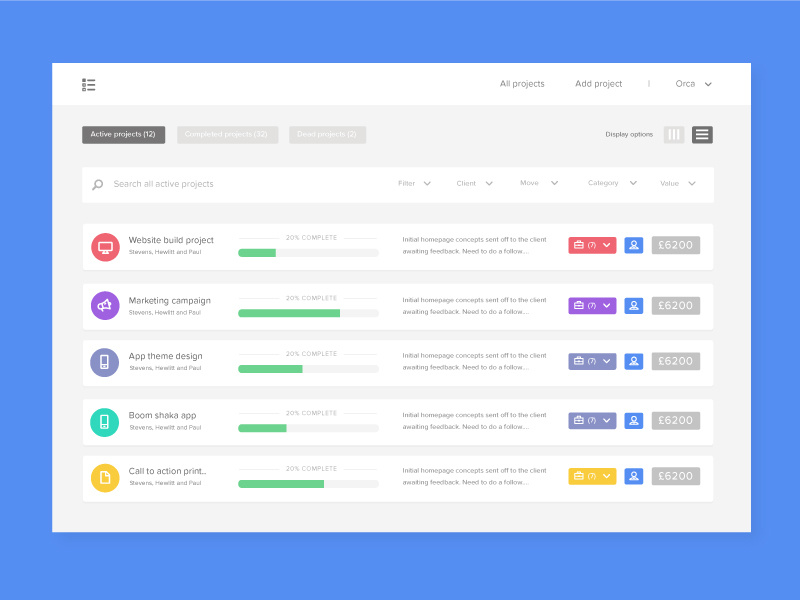 All projects Add project | Orca
Active projects (12) Completed projects (32) Dead projects (2) Display options
Search all active projects Filter Client Move Category Value
Website build project
Stevens, Hewitt and Paul
20% COMPLETE
Initial homepage concepts sent off to the client
awaiting feedback. Need to do a follow....
(7) £6200
Marketing campaign
Stevens, Hewitt and Paul
20% COMPLETE
Initial homepage concepts sent off to the client
awaiting feedback. Need to do a follow....
(7) £6200
App theme design
Stevens, Hewitt and Paul
20% COMPLETE
Initial homepage concepts sent off to the client
awaiting feedback. Need to do a follow....
(7) £6200
Boom shaka app
Stevens, Hewitt and Paul
20% COMPLETE
Initial homepage concepts sent off to the client
awaiting feedback. Need to do a follow....
(7) £6200
Call to action print...
Stevens, Hewitt and Paul
20% COMPLETE
Initial homepage concepts sent off to the client
awaiting feedback. Need to do a follow....
(7) £6200